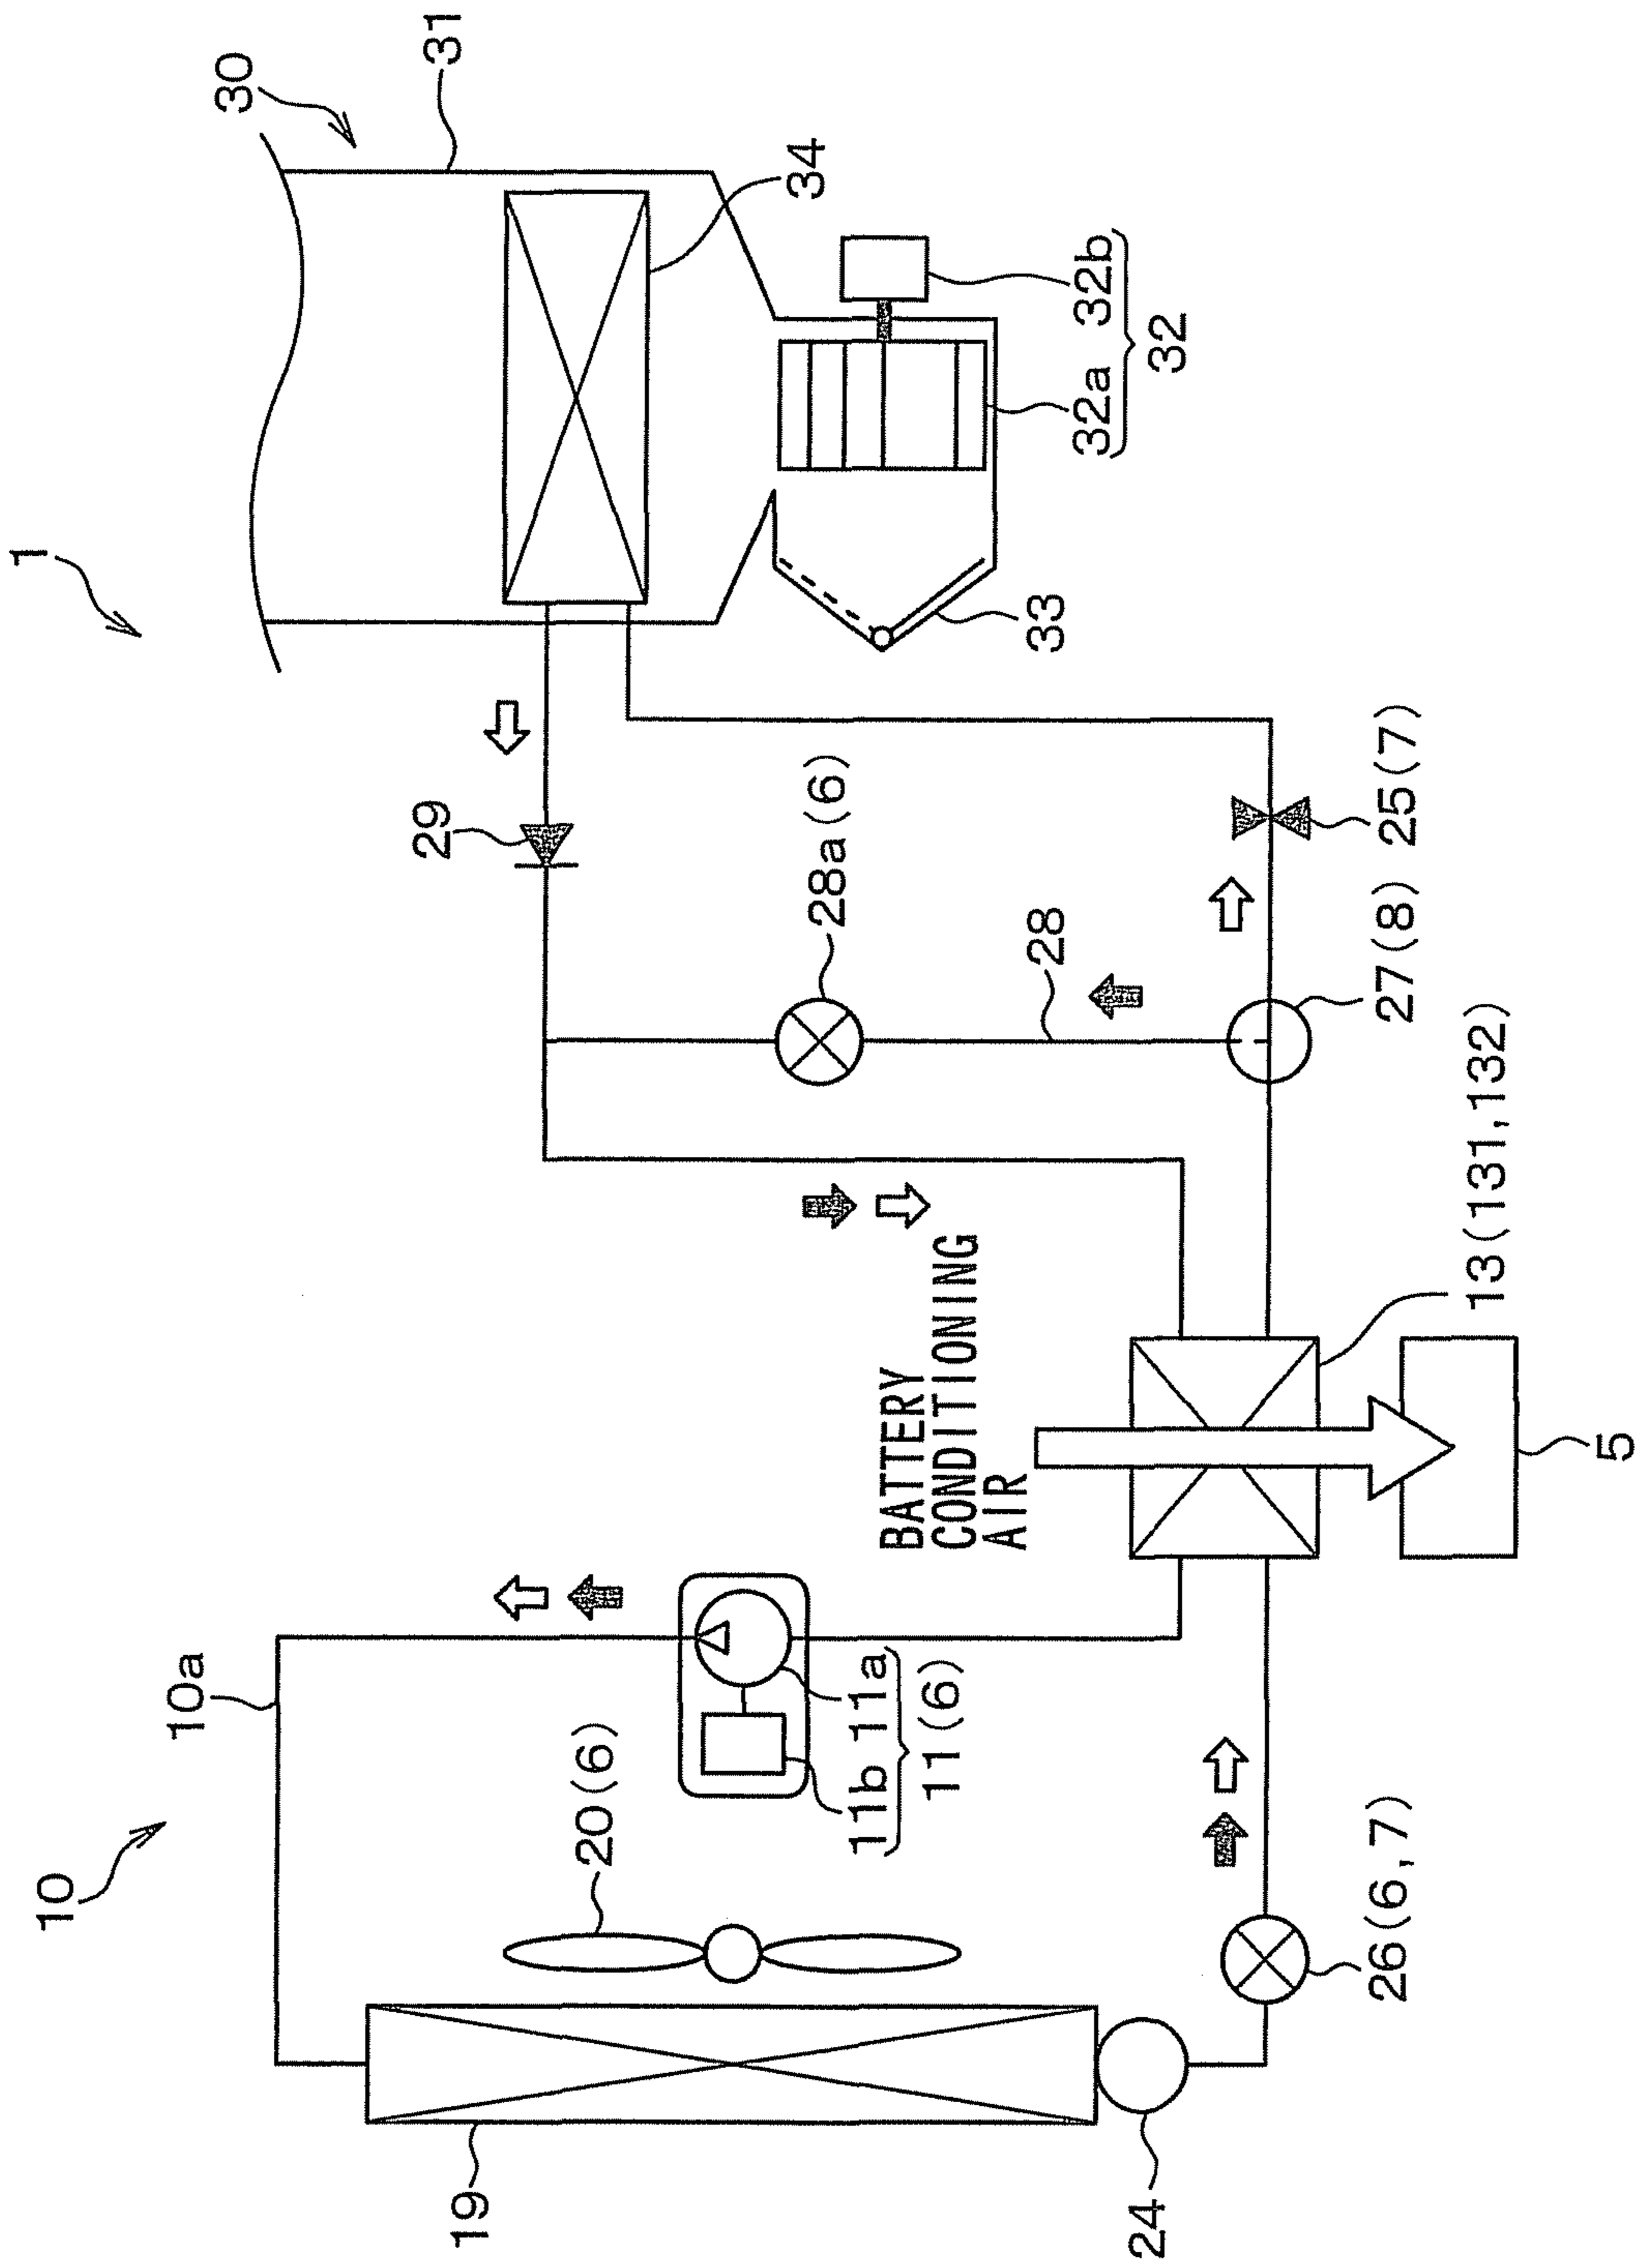 1
10
10a
30
31
29
19
20(6)
34
28a(6)
11b 11a
11(6)
BATTERY
CONDITIONING
AIR
28
33
32a 32b
32
24
26(6,7)
27(8)
25(7)
13(131,132)
5